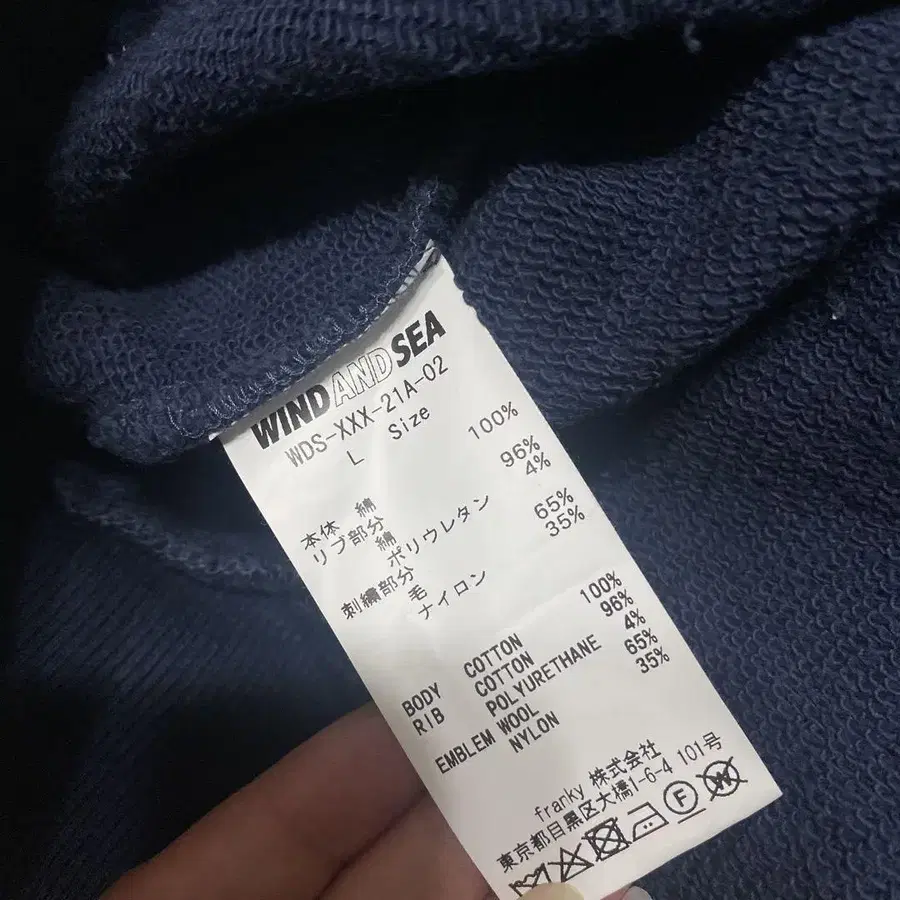 WIND AND SEA
WDS-XXX-21A-02
L Size
本体 綿 100%
リブ部分 綿 96%
ポリウレタン 4%
刺繍部分 毛 65%
ナイロン 35%
BODY COTTON 100%
RIB COTTON 96%
POLYURETHANE 4%
EMBLEM WOOL 65%
NYLON 35%
franky 株式会社
東京都目黒区大橋1-6-4 101号
F W